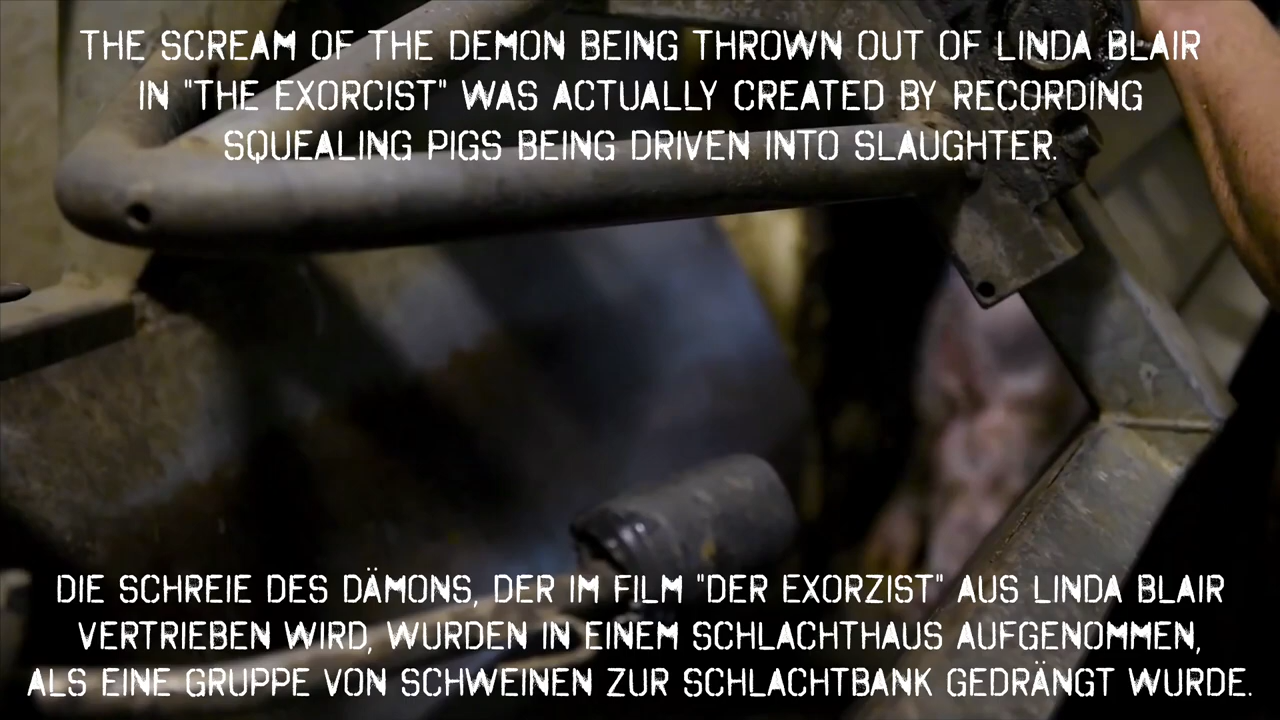 THE SCREAM OF THE DEMON BEING THROWN OUT OF LINDA BLAIR
IN "THE EXORCIST" WAS ACTUALLY CREATED BY RECORDING
SQUEALING PIGS BEING DRIVEN INTO SLAUGHTER.
DIE SCHREIE DES DÄMONS, DER IM FILM "DER EXORZIST" AUS LINDA BLAIR
VERTRIEBEN WIRD, WURDEN IN EINEM SCHLACHTHAUS AUFGENOMMEN,
ALS EINE GRUPPE VON SCHWEINEN ZUR SCHLACHTBANK GEDRÄNGT WURDE.